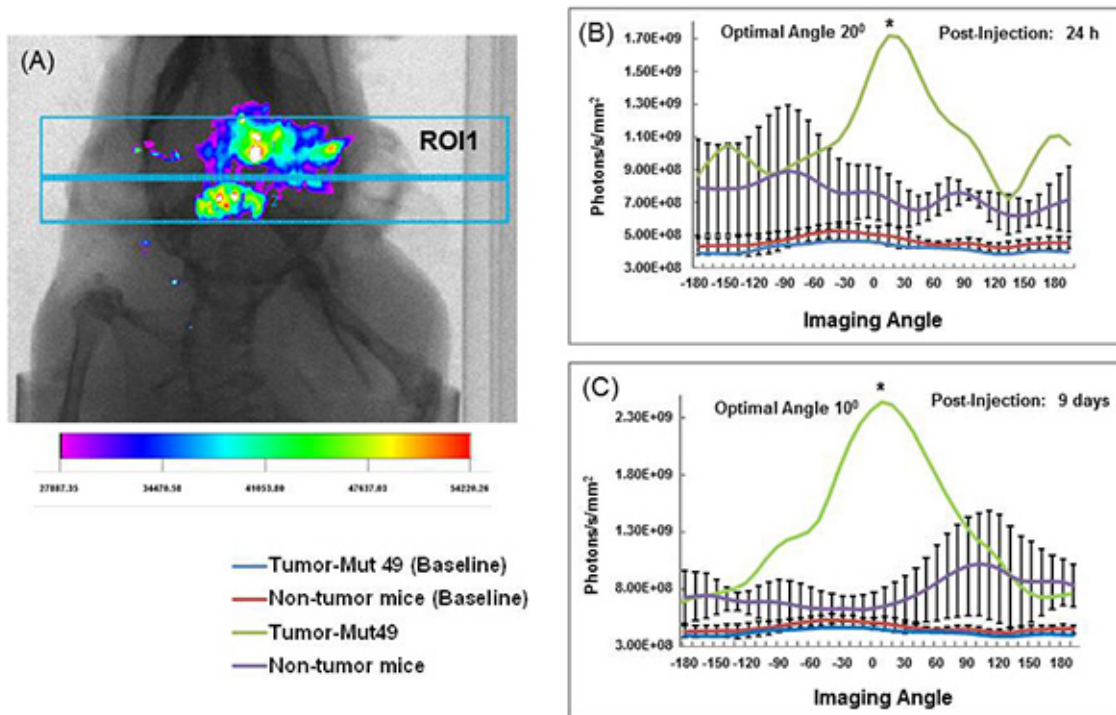 (A)
ROI1
2
27887.35 34470.58 41053.80 47637.03 54220.26
Tumor-Mut 49 (Baseline)
Non-tumor mice (Baseline)
Tumor-Mut49
Non-tumor mice
(B)
Optimal Angle 20⁰
*
Post-Injection: 24 h
Photons/s/mm²
1.70E+09
1.50E+09
1.30E+09
1.10E+09
9.00E+08
7.00E+08
5.00E+08
3.00E+08
-180 -150 -120 -90 -60 -30 0 30 60 90 120 150 180
Imaging Angle
(C)
Optimal Angle 10⁰
*
Post-Injection: 9 days
Photons/s/mm²
2.30E+09
1.80E+09
1.30E+09
8.00E+08
3.00E+08
-180 -150 -120 -90 -60 -30 0 30 60 90 120 150 180
Imaging Angle